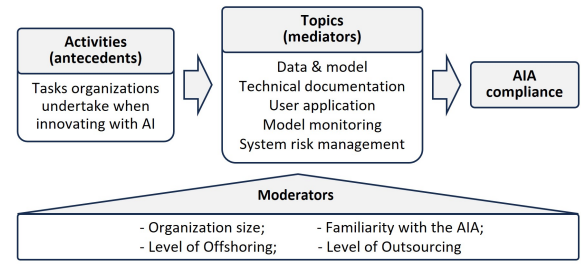 Activities
(antecedents)
Tasks organizations
undertake when
innovating with AI
Topics
(mediators)
Data & model
Technical documentation
User application
Model monitoring
System risk management
AIA
compliance
Moderators
- Organization size; - Familiarity with the AIA;
- Level of Offshoring; - Level of Outsourcing